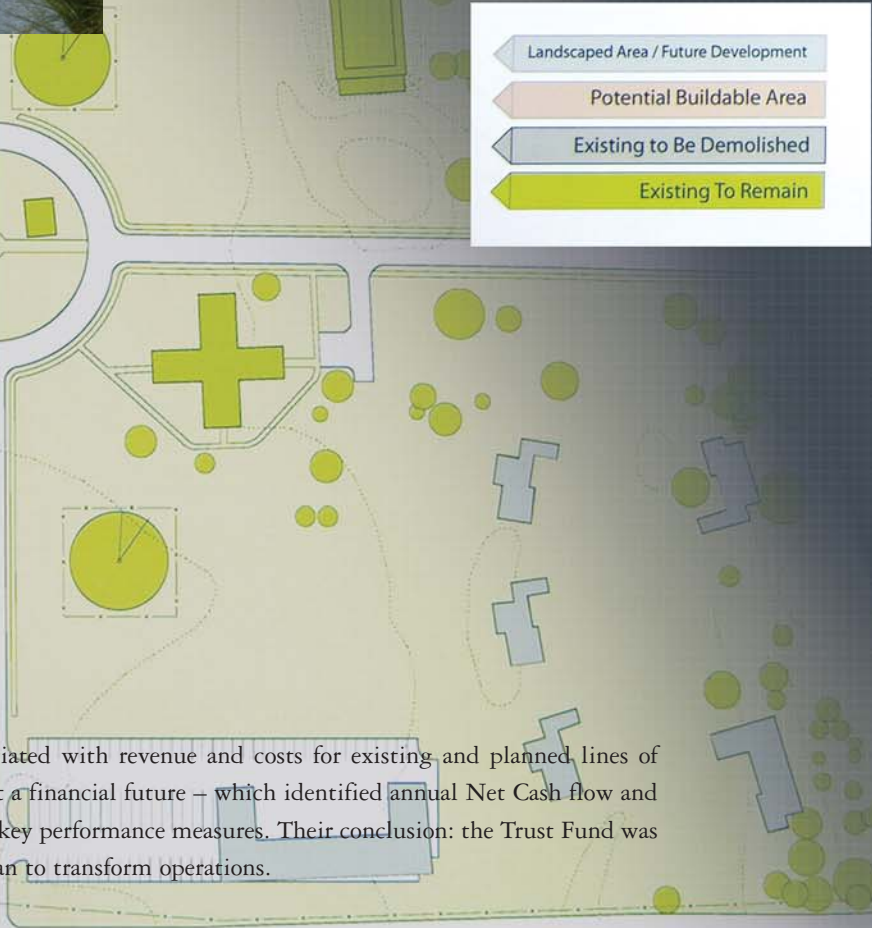 Landscaped Area / Future Development
Potential Buildable Area
Existing to Be Demolished
Existing To Remain
with revenue and costs for existing and planned lines of
a financial future – which identified annual Net Cash flow and
key performance measures. Their conclusion: the Trust Fund was
to transform operations.